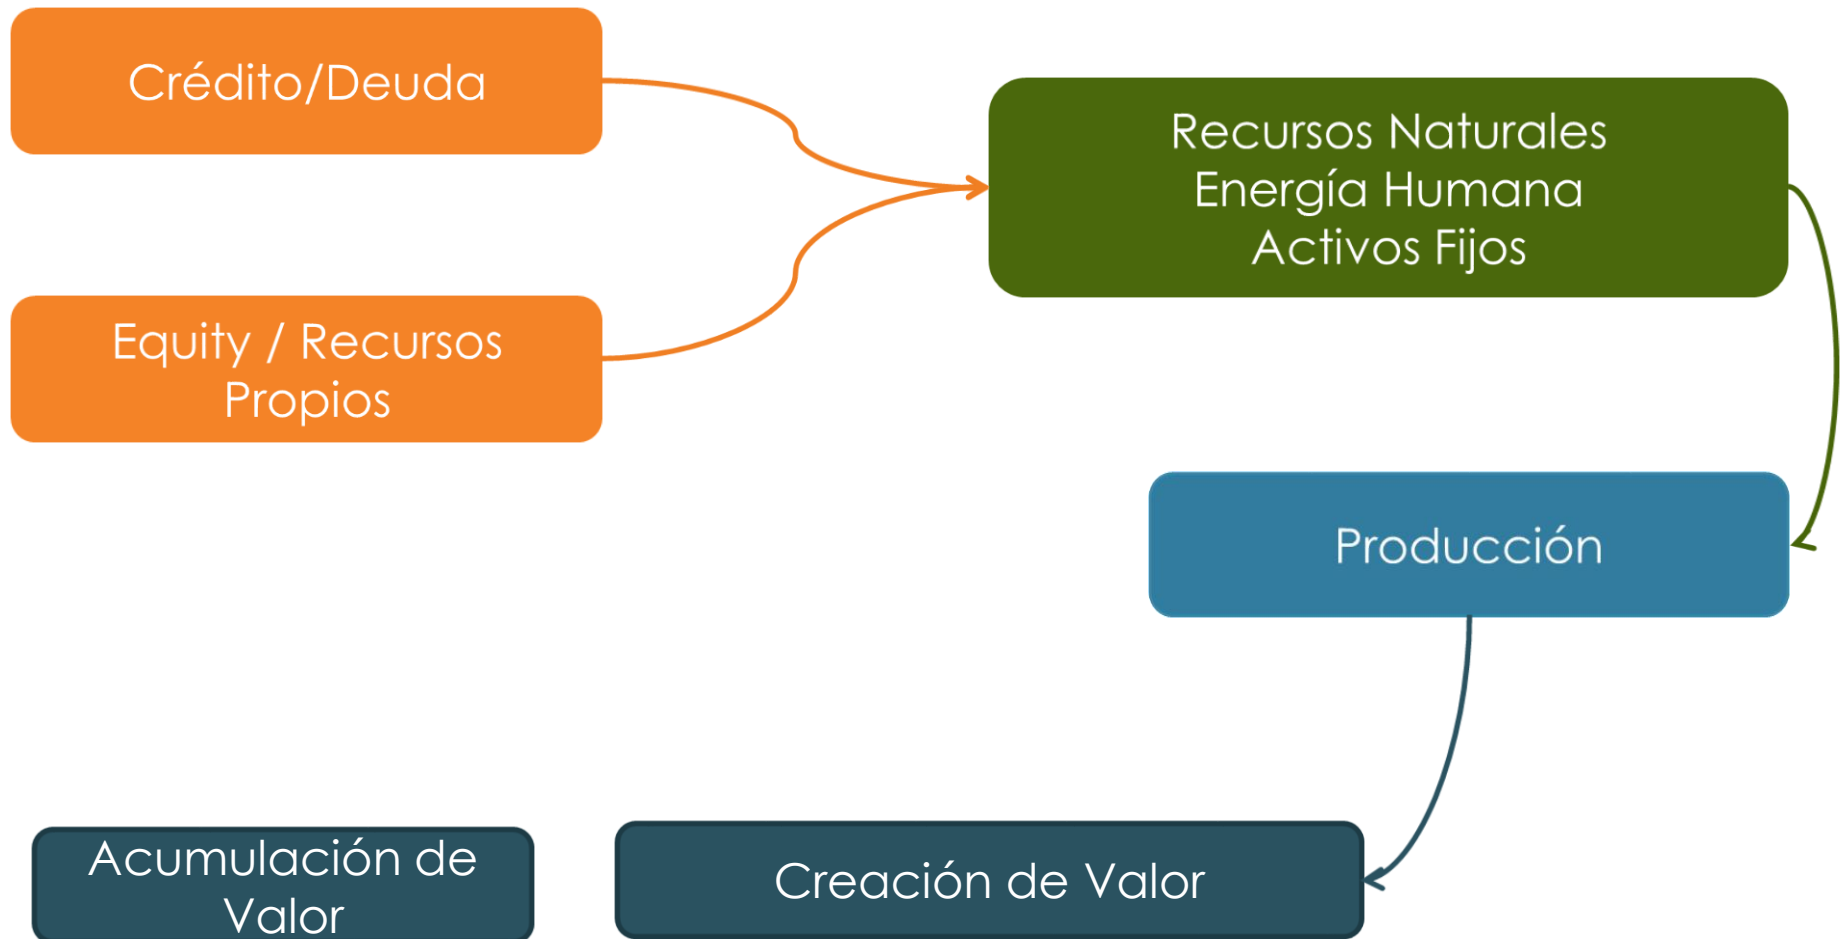 Crédito/Deuda
Equity / Recursos
Propios
Recursos Naturales
Energía Humana
Activos Fijos
Producción
Creación de Valor
Acumulación de
Valor